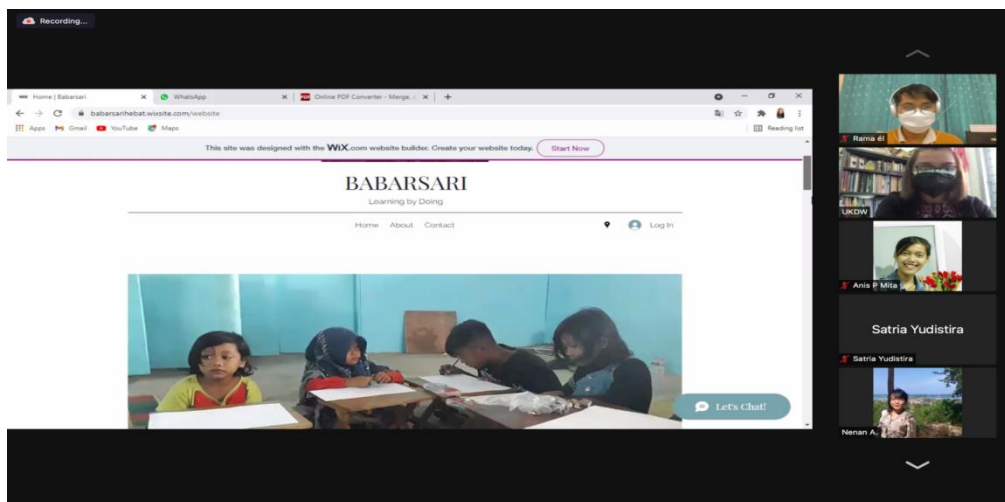 Recording...
Home | Babarsari
WhatsApp
Online PDF Converter - Merge,
babarsarihebat.wixsite.com/website
Apps Gmail YouTube Maps Reading list
This site was designed with the WiX.com website builder. Create your website today. Start Now
BABARSARI
Learning by Doing
Home About Contact Log In
Let's Chat!
Rama él
UKDW
Anis P Mita
Satria Yudistira
Satria Yudistira
Nenan A.